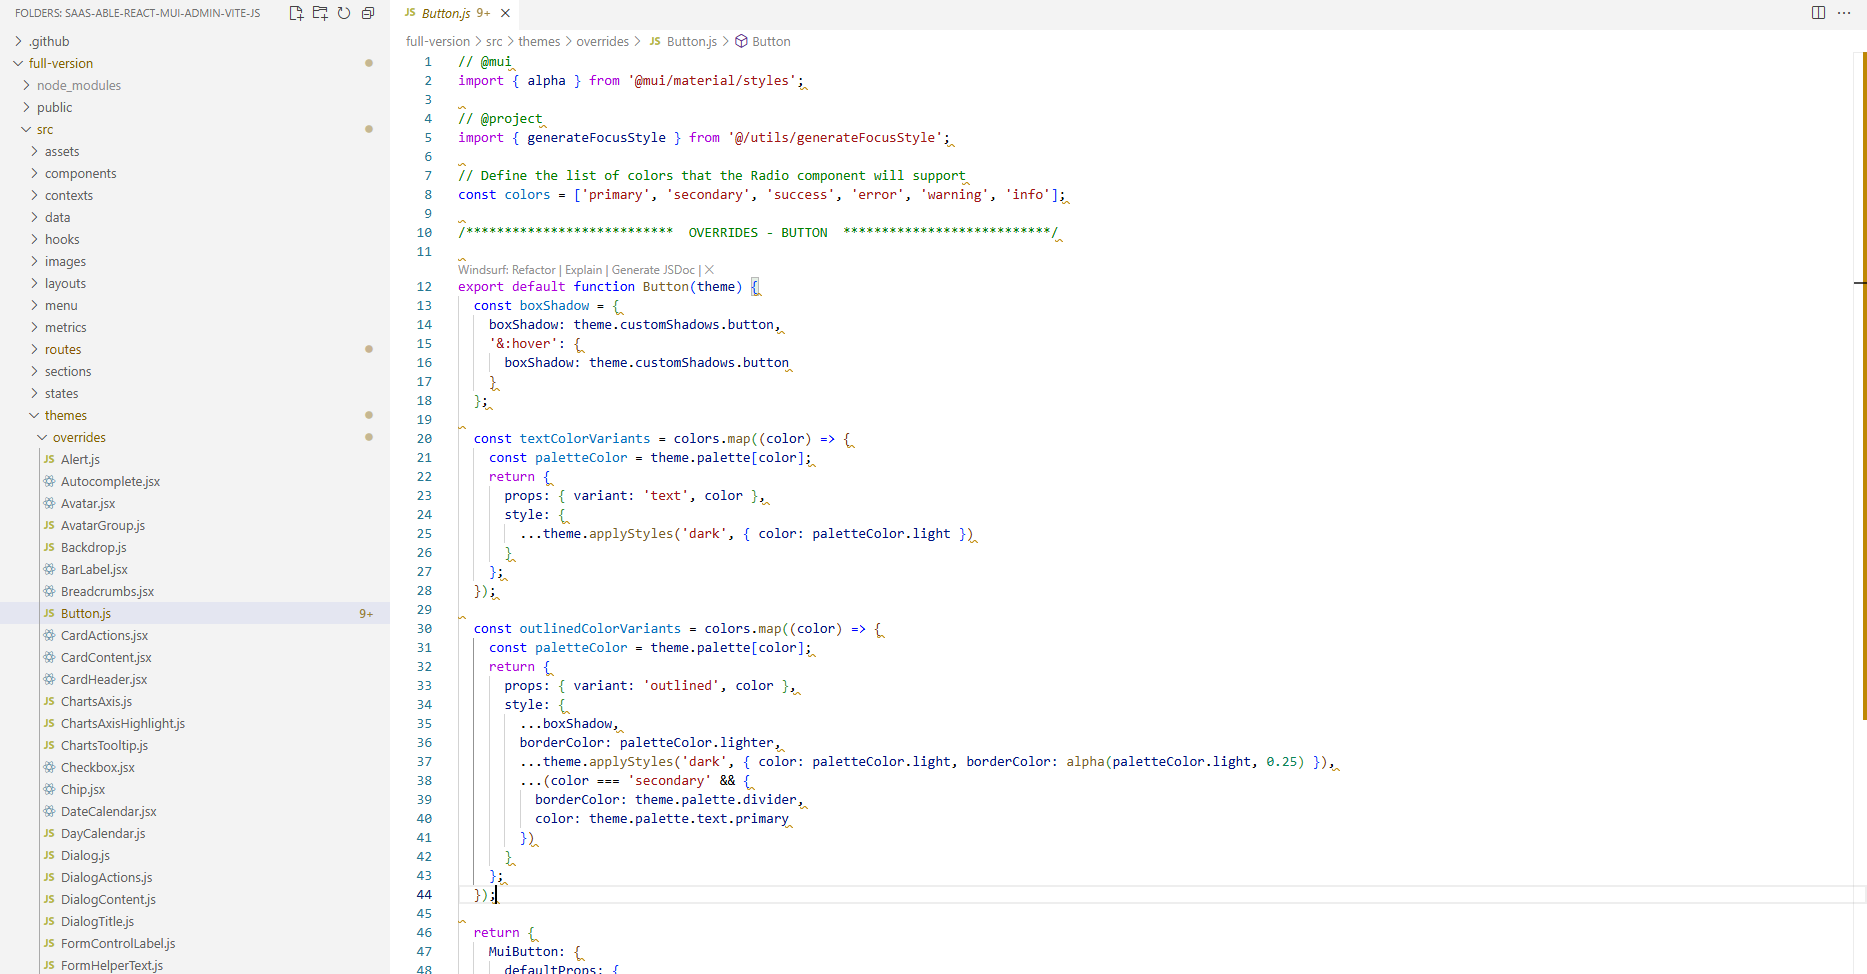 FOLDERS: SAAS-ABLE-REACT-MUI-ADMIN-VITE-JS
.github
full-version
node_modules
public
src
assets
components
contexts
data
hooks
images
layouts
menu
metrics
routes
sections
states
themes
overrides
JS Alert.js
Autocomplete.jsx
Avatar.jsx
JS AvatarGroup.js
JS Backdrop.js
BarLabel.jsx
Breadcrumbs.jsx
JS Button.js 9+
CardActions.jsx
CardContent.jsx
CardHeader.jsx
JS ChartsAxis.js
JS ChartsAxisHighlight.js
JS ChartsTooltip.js
Checkbox.jsx
Chip.jsx
DateCalendar.jsx
JS DayCalendar.js
JS Dialog.js
JS DialogActions.js
JS DialogContent.js
JS DialogTitle.js
JS FormControlLabel.js
JS FormHelperText.js
JS Button.js 9+
full-version > src > themes > overrides > JS Button.js > Button
1 // @mui
2 import { alpha } from '@mui/material/styles';
3
4 // @project
5 import { generateFocusStyle } from '@/utils/generateFocusStyle';
6
7 // Define the list of colors that the Radio component will support
8 const colors = ['primary', 'secondary', 'success', 'error', 'warning', 'info'];
9
10 /***************************  OVERRIDES - BUTTON  ***************************/
11
Windsurf: Refactor | Explain | Generate JSDoc | X
12 export default function Button(theme) {
13   const boxShadow = {
14     boxShadow: theme.customShadows.button,
15     '&:hover': {
16       boxShadow: theme.customShadows.button
17     }
18   };
19
20   const textColorVariants = colors.map((color) => {
21     const paletteColor = theme.palette[color];
22     return {
23       props: { variant: 'text', color },
24       style: {
25         ...theme.applyStyles('dark', { color: paletteColor.light })
26       }
27     };
28   });
29
30   const outlinedColorVariants = colors.map((color) => {
31     const paletteColor = theme.palette[color];
32     return {
33       props: { variant: 'outlined', color },
34       style: {
35         ...boxShadow,
36         borderColor: paletteColor.lighter,
37         ...theme.applyStyles('dark', { color: paletteColor.light, borderColor: alpha(paletteColor.light, 0.25) }),
38         ...(color === 'secondary' && {
39           borderColor: theme.palette.divider,
40           color: theme.palette.text.primary
41         })
42       }
43     };
44   });
45
46   return {
47     MuiButton: {
48       defaultProps: {